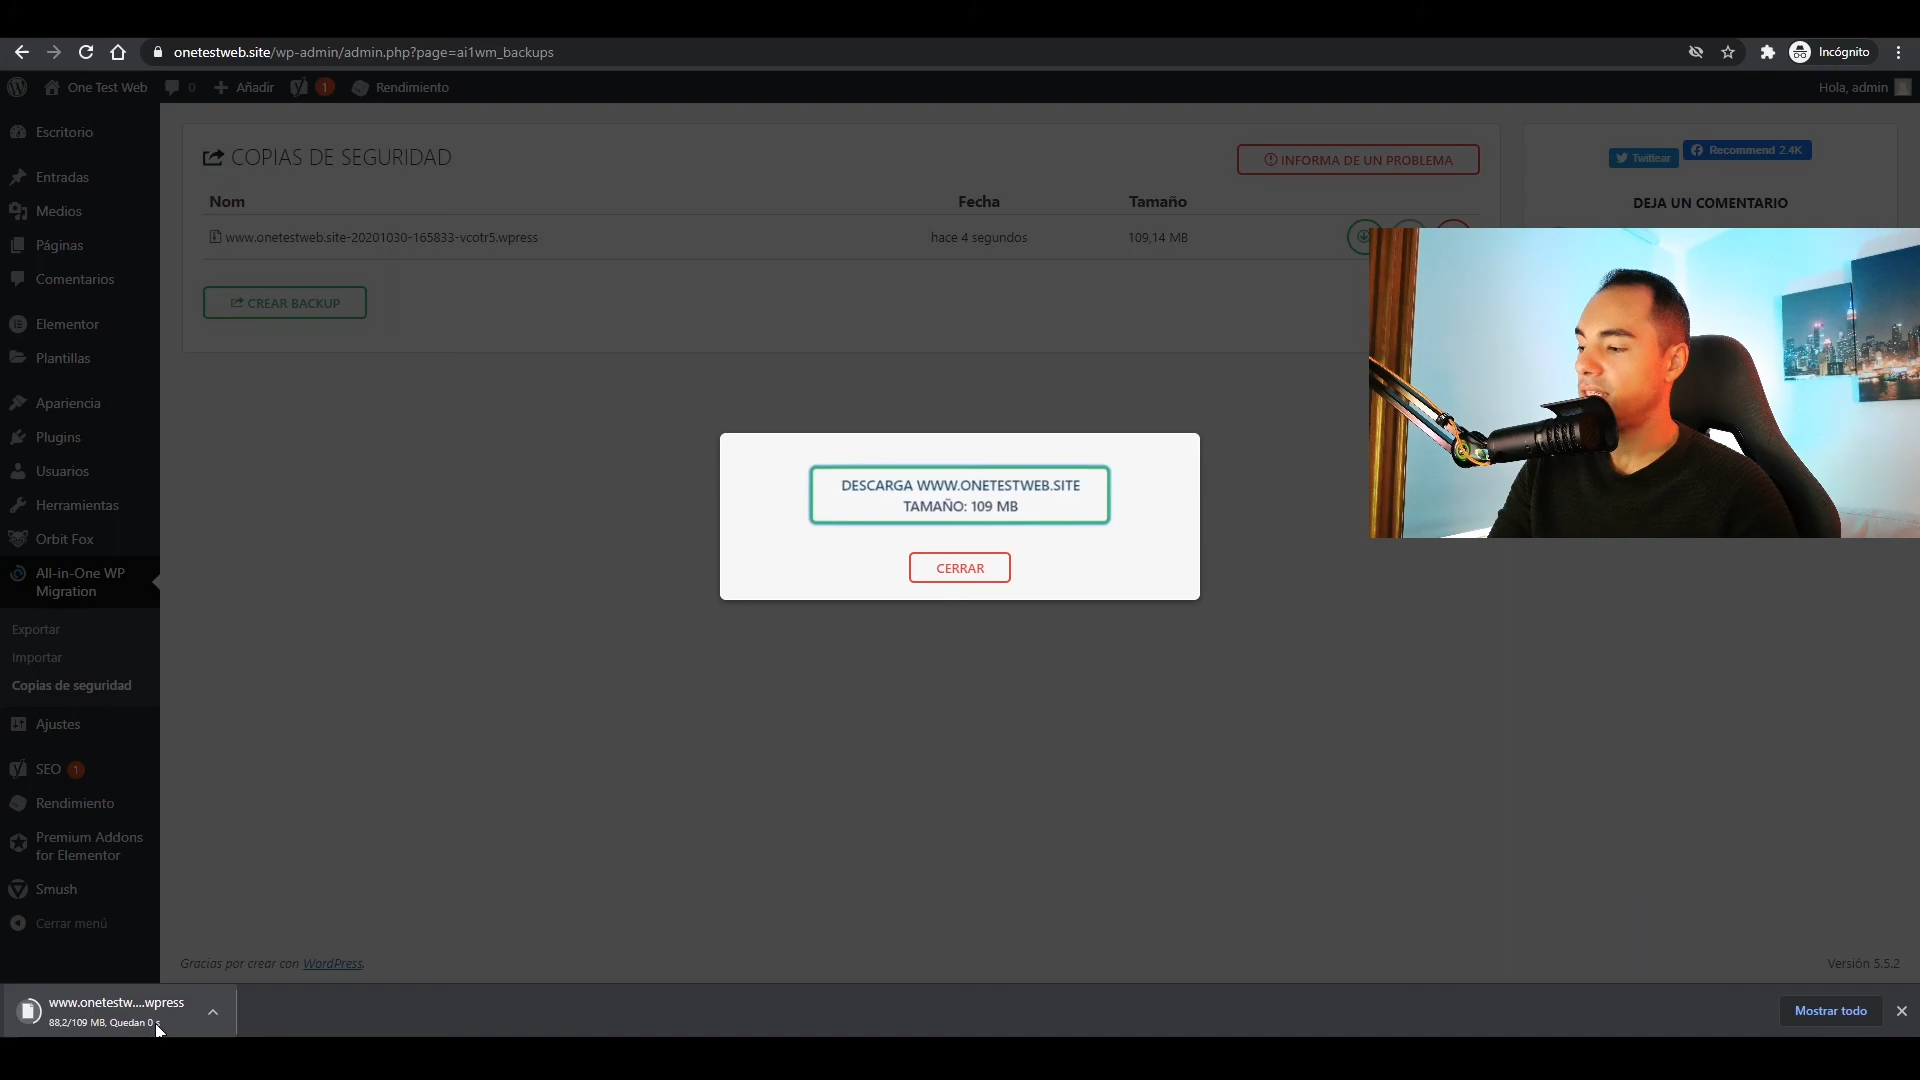 onetestweb.site/wp-admin/admin.php?page=ai1wm_backups
Incógnito
One Test Web
0
Añadir
1
Rendimiento
Hola, admin
Escritorio
Entradas
Medios
Páginas
Comentarios
Elementor
Plantillas
Apariencia
Plugins
Usuarios
Herramientas
Orbit Fox
All-in-One WP
Migration
Exportar
Importar
Copias de seguridad
Ajustes
SEO 1
Rendimiento
Premium Addons
for Elementor
Smush
Cerrar menú
COPIAS DE SEGURIDAD
INFORMA DE UN PROBLEMA
Nom Fecha Tamaño
www.onetestweb.site-20201030-165833-vcotr5.wpress hace 4 segundos 109,14 MB
CREAR BACKUP
Twittear
Recommend 2.4K
DEJA UN COMENTARIO
DESCARGA WWW.ONETESTWEB.SITE
TAMAÑO: 109 MB
CERRAR
Gracias por crear con WordPress.
Versión 5.5.2
www.onetestw....wpress
88,2/109 MB, Quedan 0 s
Mostrar todo